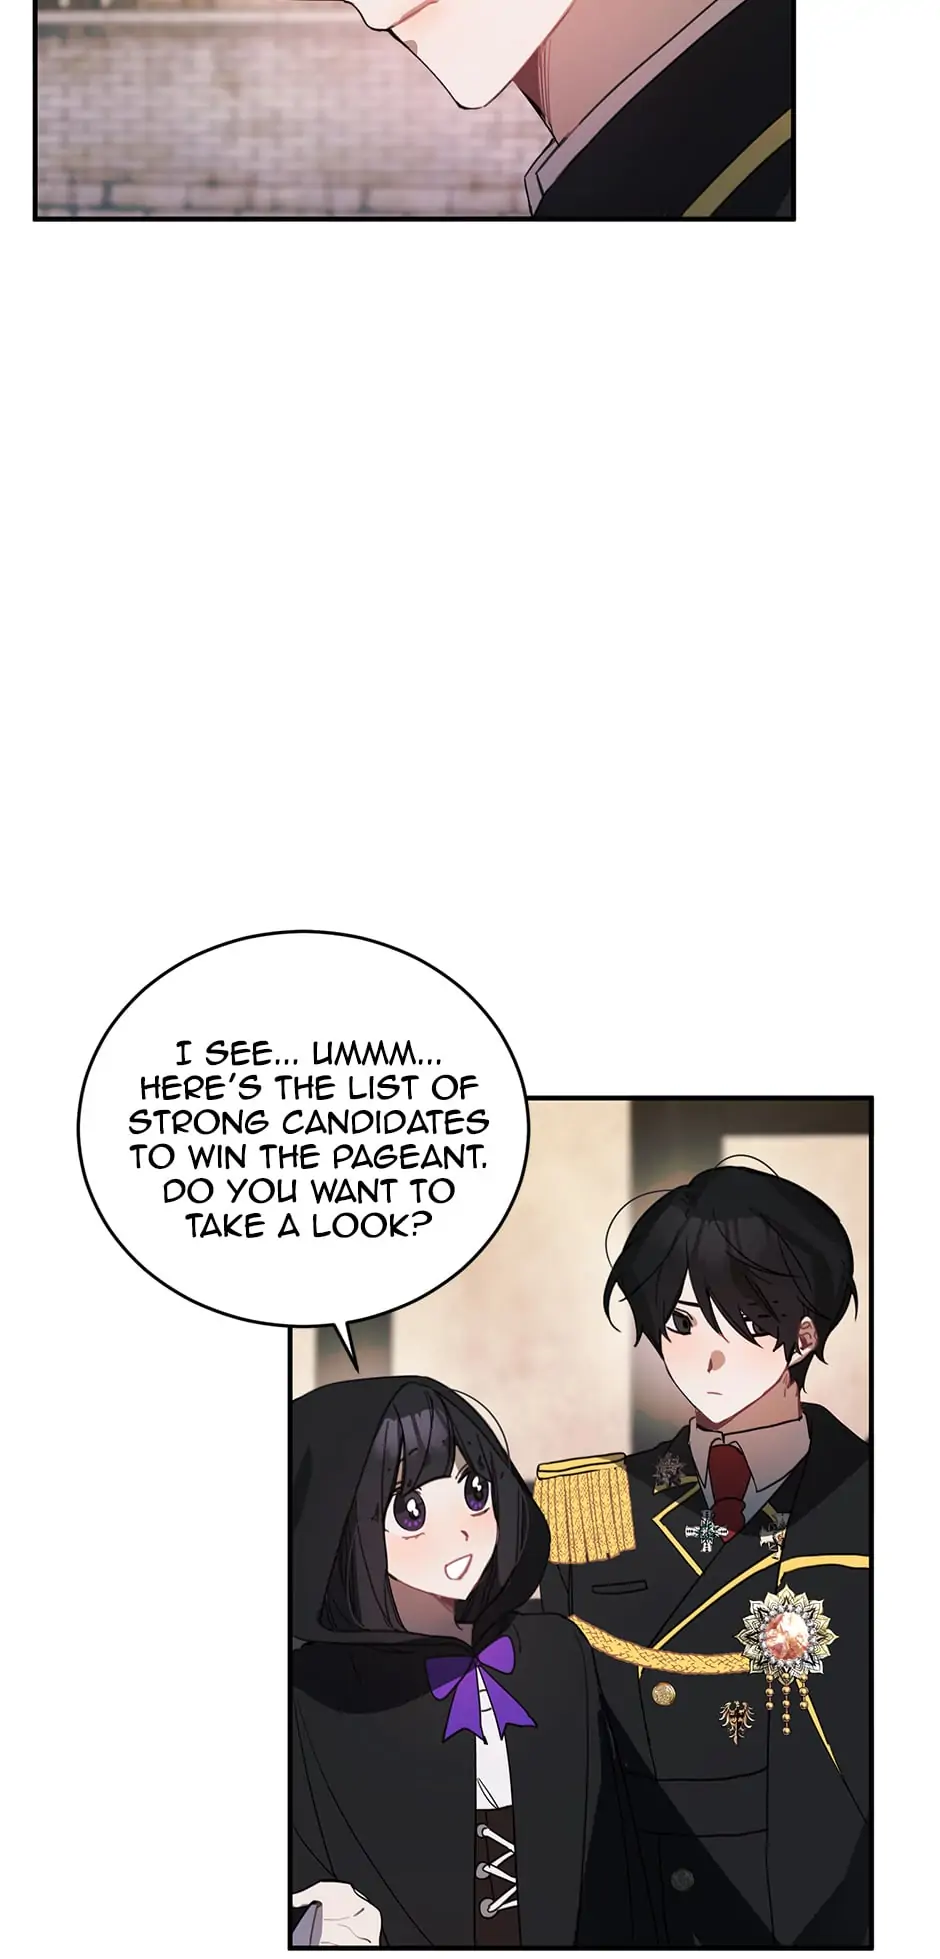 I SEE... UMMM...
HERE'S THE LIST OF
STRONG CANDIDATES
TO WIN THE PAGEANT.
DO YOU WANT TO
TAKE A LOOK?